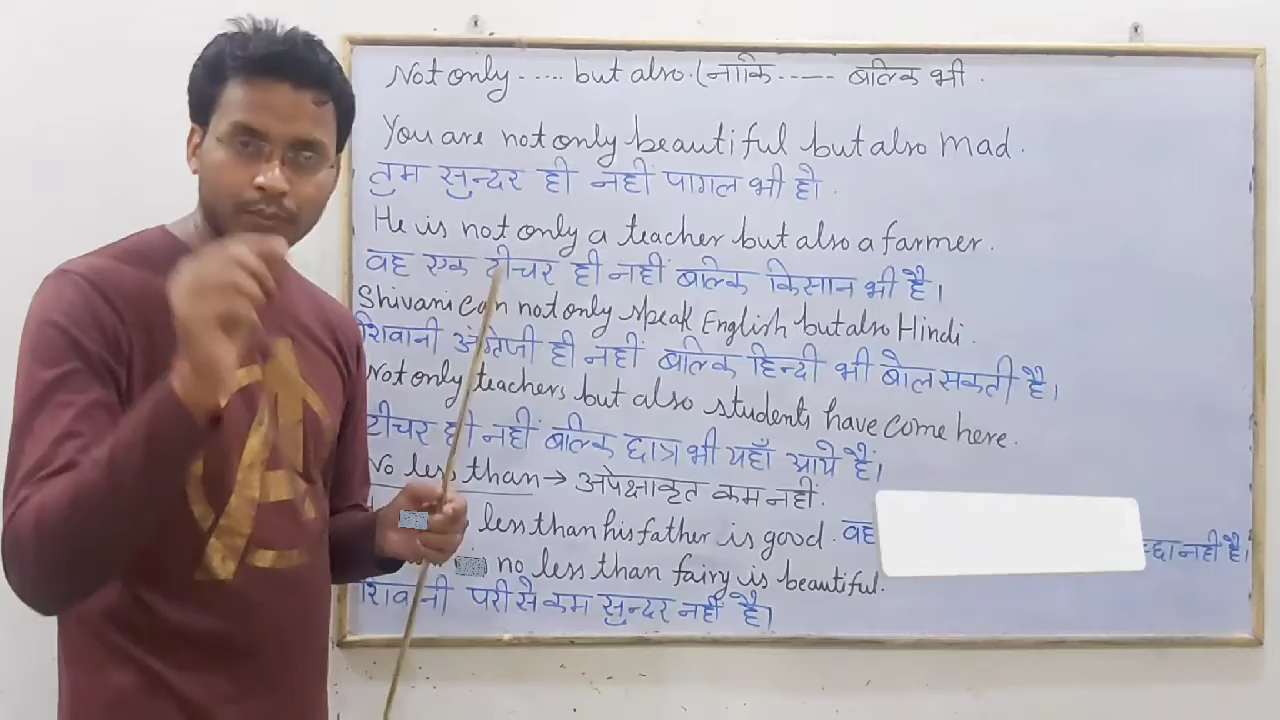 Not only ..... but also. (नाकि ----- बल्कि भी .
You are not only beautiful but also mad .
तुम सुन्दर ही नहीं पागल भी हो .
He is not only a teacher but also a farmer .
वह एक टीचर ही नहीं बल्कि किसान भी है।
Shivani can not only speak English but also Hindi .
शिवानी अंग्रेजी ही नहीं बल्कि हिन्दी भी बोल सकती है।
Not only teachers but also students have come here .
टीचर ही नहीं बल्कि छात्र भी यहाँ आये हैं।
No less than → अपेक्षाकृत कम नहीं.
less than his father is good . वह नही है।
no less than fairy is beautiful.
शिवानी परी से कम सुन्दर नहीं है।